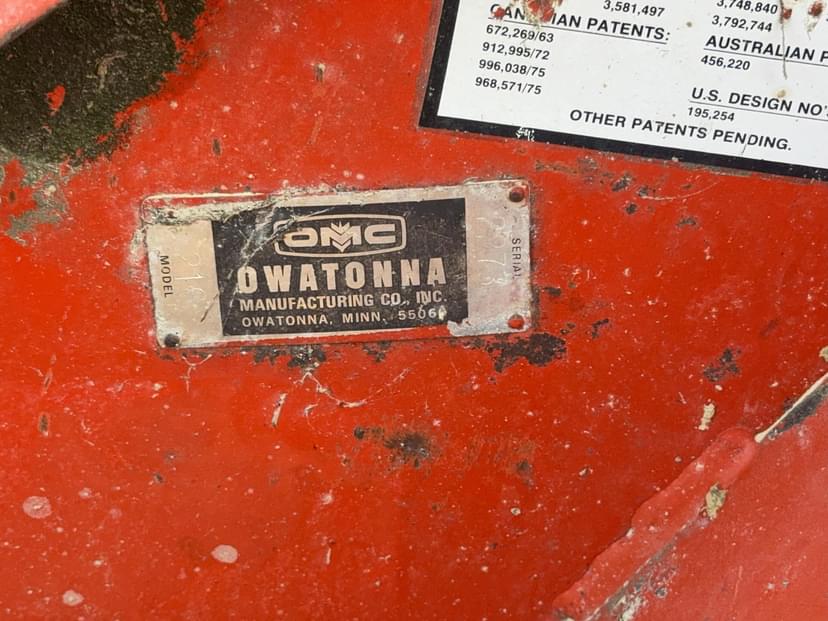 3,581,497
3,748,840
3,792,744
CANADIAN PATENTS:
672,269/63
912,995/72
996,038/75
968,571/75
AUSTRALIAN P
456,220
U.S. DESIGN NO
195,254
OTHER PATENTS PENDING.
MODEL
OMC
OWATONNA
MANUFACTURING CO., INC.
OWATONNA, MINN. 5506
SERIAL